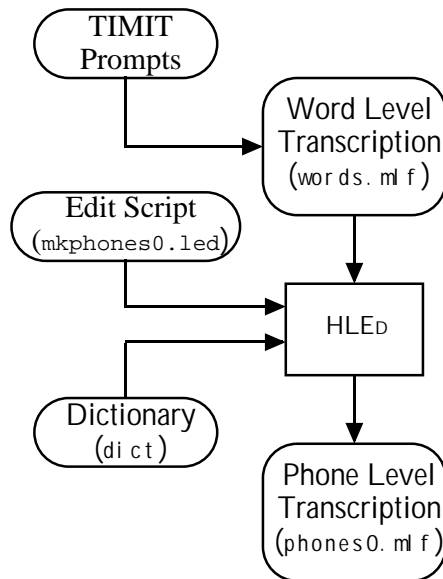 TIMIT
Prompts
Word Level
Transcription
(words.mlf)
Edit Script
(mkphones0.led)
HLED
Dictionary
(dict)
Phone Level
Transcription
(phones0.mlf)